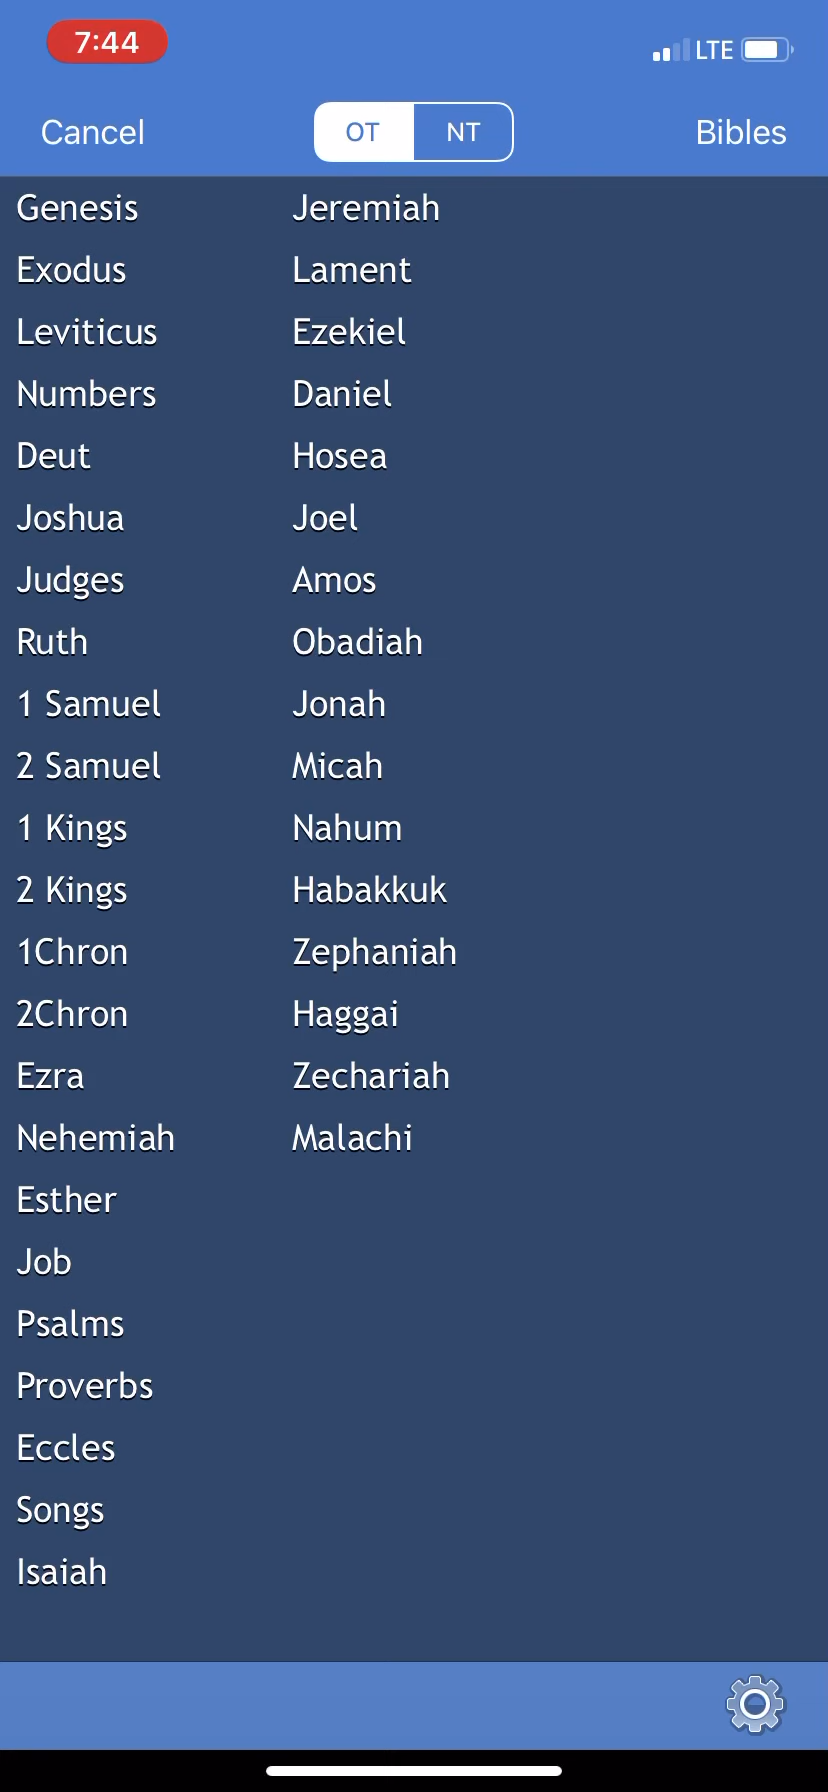 7:44
LTE
Cancel
OT
NT
Bibles
Genesis
Exodus
Leviticus
Numbers
Deut
Joshua
Judges
Ruth
1 Samuel
2 Samuel
1 Kings
2 Kings
1Chron
2Chron
Ezra
Nehemiah
Esther
Job
Psalms
Proverbs
Eccles
Songs
Isaiah
Jeremiah
Lament
Ezekiel
Daniel
Hosea
Joel
Amos
Obadiah
Jonah
Micah
Nahum
Habakkuk
Zephaniah
Haggai
Zechariah
Malachi